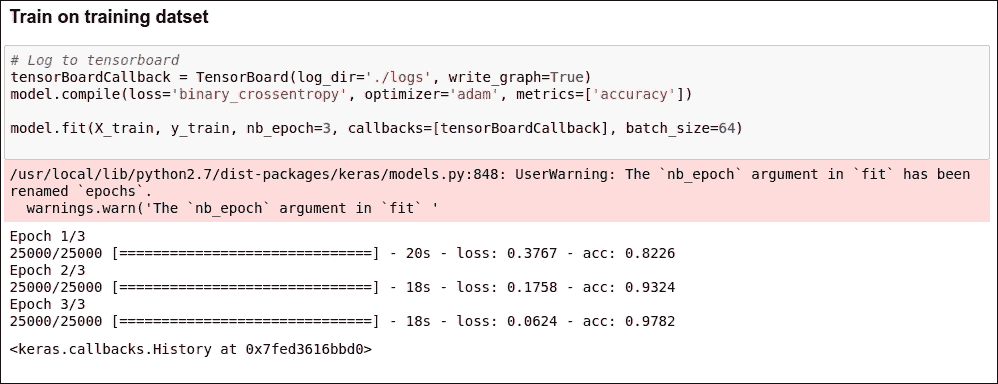 Train on training datset
# Log to tensorboard
tensorBoardCallback = TensorBoard(log_dir='./logs', write_graph=True)
model.compile(loss='binary_crossentropy', optimizer='adam', metrics=['accuracy'])
model.fit(X_train, y_train, nb_epoch=3, callbacks=[tensorBoardCallback], batch_size=64)
/usr/local/lib/python2.7/dist-packages/keras/models.py:848: UserWarning: The `nb_epoch` argument in `fit` has been
renamed `epochs`.
  warnings.warn('The `nb_epoch` argument in `fit` '
Epoch 1/3
25000/25000 [==============================] - 20s - loss: 0.3767 - acc: 0.8226
Epoch 2/3
25000/25000 [==============================] - 18s - loss: 0.1758 - acc: 0.9324
Epoch 3/3
25000/25000 [==============================] - 18s - loss: 0.0624 - acc: 0.9782
<keras.callbacks.History at 0x7fed3616bbd0>